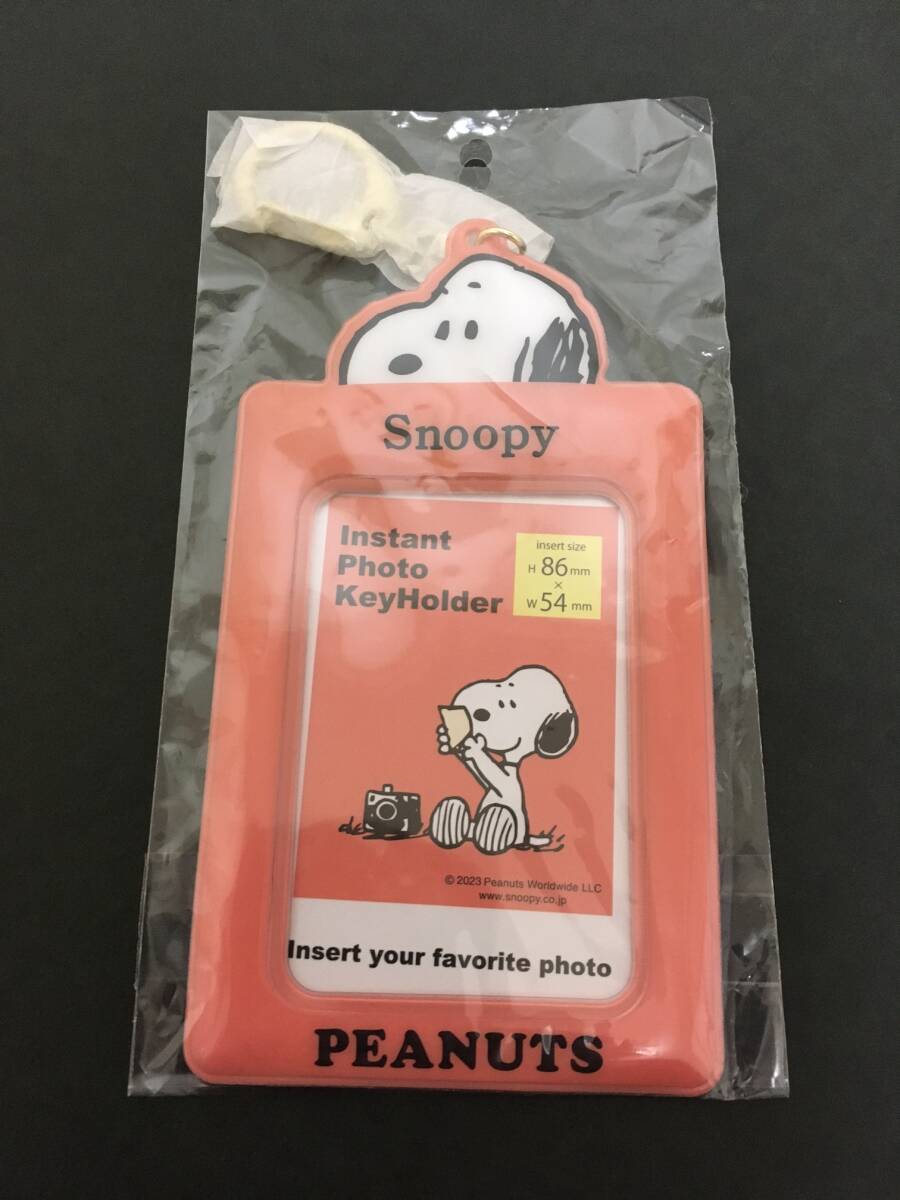 Snoopy
Instant
Photo
KeyHolder
insert size
H 86 mm
×
W 54 mm
© 2023 Peanuts Worldwide LLC
www.snoopy.co.jp
Insert your favorite photo
PEANUTS